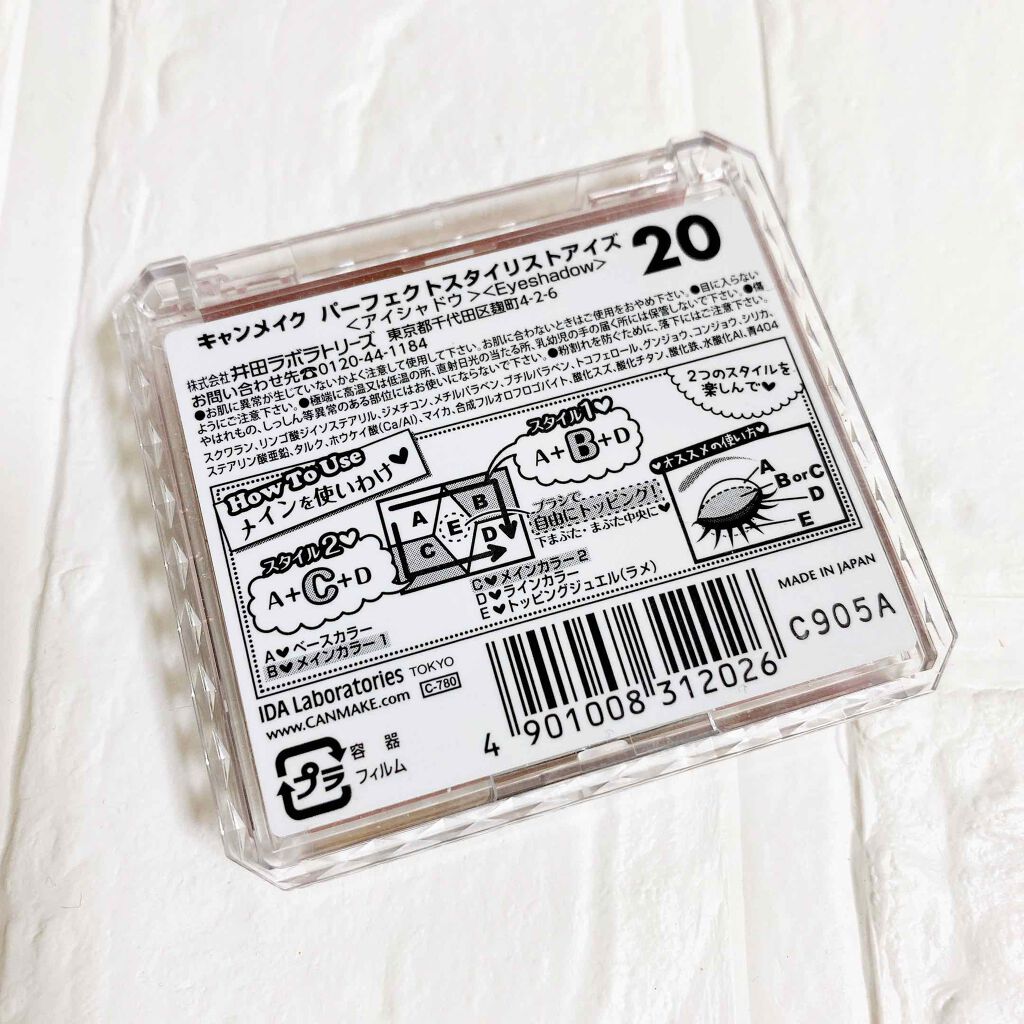 キャンメイク パーフェクトスタイリストアイズ 20
<アイシャドウ><Eyeshadow>
株式会社 井田ラボラトリーズ 東京都千代田区麹町4-2-6
お問い合わせ先☎0120-44-1184
●お肌に異常が生じていないかよく注意して使用して下さい。お肌に合わないときはご使用をおやめ下さい。●目に入らない
ようにご注意下さい。●極端に高温又は低温の所、直射日光の当たる所、乳幼児の手の届く所には保管しないで下さい。●傷
やはれもの、しっしん等異常のある部位にはお使いにならないで下さい。●粉割れを防ぐために、落下にはご注意下さい。
スクワラン、リンゴ酸ジイソステアリル、ジメチコン、メチルパラベン、ブチルパラベン、トコフェロール、グンジョウ、コンジョウ、シリカ、
ステアリン酸亜鉛、タルク、ホウケイ酸(Ca/Al)、マイカ、合成フルオロフロゴパイト、酸化スズ、酸化チタン、酸化鉄、水酸化Al、青404
2つのスタイルを
楽しんで♥
How To Use
メインを使いわけ♥
スタイル1♡
A+B+D
スタイル2♡
A+C+D
A
B
E
C
D
ブラシで
自由にトッピング!
下まぶた・まぶた中央に♥
♥オススメの使い方♥
A
B or C
D
E
A♥ベースカラー
B♥メインカラー1
C♥メインカラー2
D♥ラインカラー
E♥トッピングジュエル(ラメ)
MADE IN JAPAN
C905A
IDA Laboratories TOKYO
www.CANMAKE.com C-780
4 901008 312026
プラ
容器
フィルム